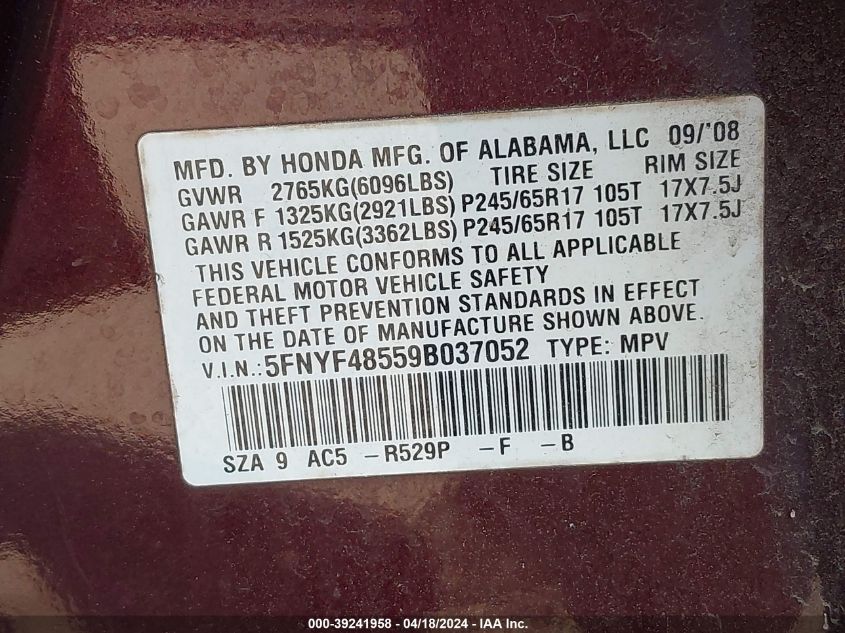 MFD. BY HONDA MFG. OF ALABAMA, LLC 09/'08
GVWR 2765KG(6096LBS) TIRE SIZE RIM SIZE
GAWR F 1325KG(2921LBS) P245/65R17 105T 17X7.5J
GAWR R 1525KG(3362LBS) P245/65R17 105T 17X7.5J
THIS VEHICLE CONFORMS TO ALL APPLICABLE
FEDERAL MOTOR VEHICLE SAFETY
AND THEFT PREVENTION STANDARDS IN EFFECT
ON THE DATE OF MANUFACTURE SHOWN ABOVE.
V.I.N.:5FNYF48559B037052 TYPE: MPV
SZA 9 AC5 -R529P -F -B
000-39241958 - 04/18/2024 - IAA Inc.